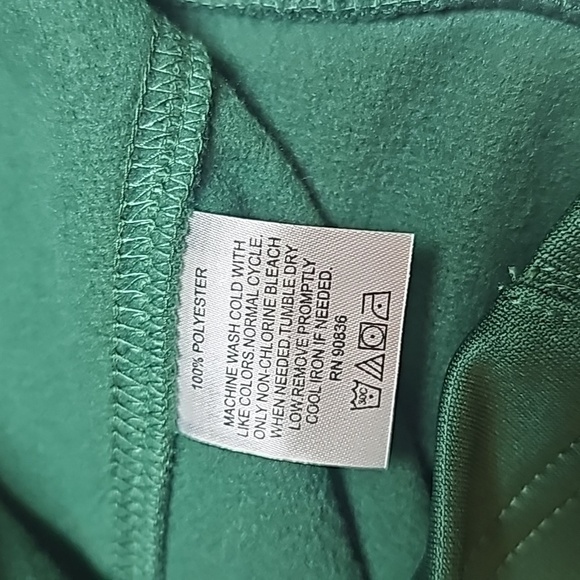 100% POLYESTER
MACHINE WASH COLD WITH
LIKE COLORS.NORMAL CYCLE.
ONLY NON-CHLORINE BLEACH
WHEN NEEDED.TUMBLE DRY
LOW.REMOVE PROMPTLY
COOL IRON IF NEEDED.
RN 90836
30C